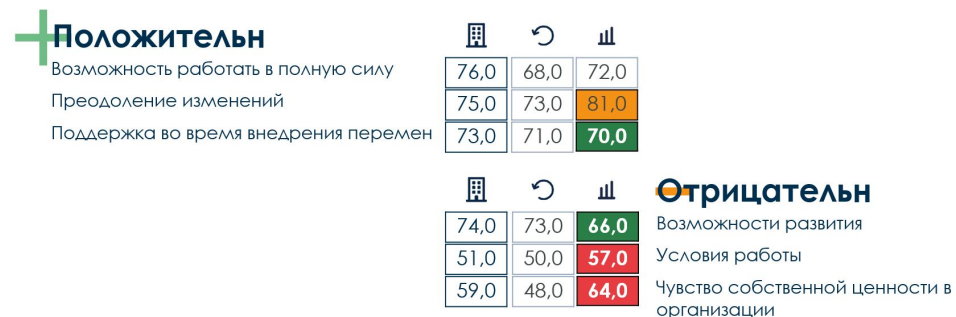 Положительн
Возможность работать в полную силу 76,0 68,0 72,0
Преодоление изменений 75,0 73,0 81,0
Поддержка во время внедрения перемен 73,0 71,0 70,0
Отрицательн
74,0 73,0 66,0 Возможности развития
51,0 50,0 57,0 Условия работы
59,0 48,0 64,0 Чувство собственной ценности в
организации